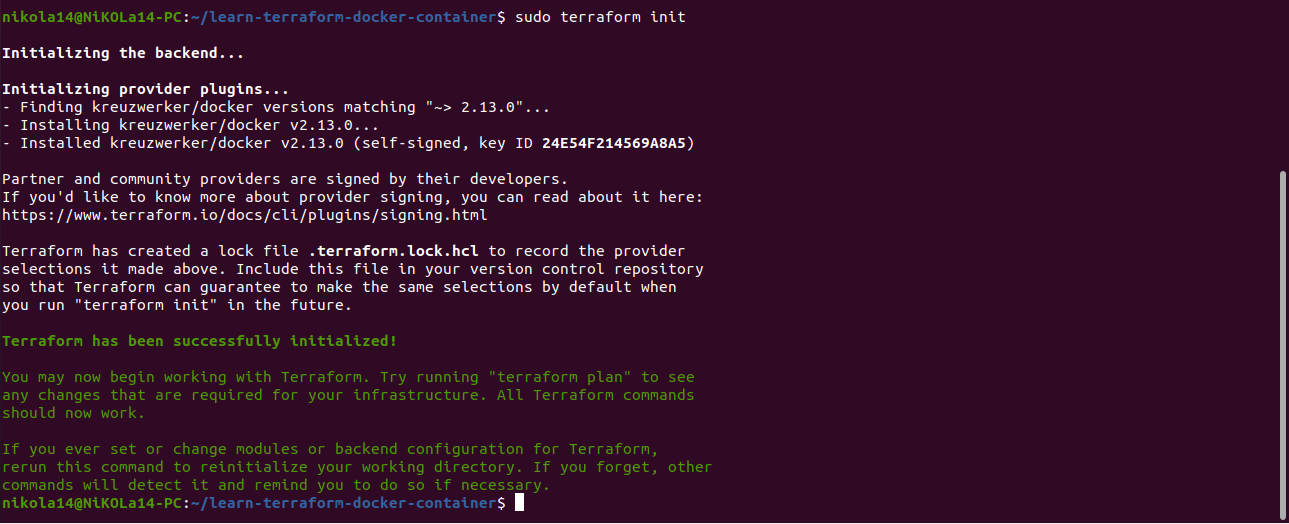 nikola14@NiKOLa14-PC:~/learn-terraform-docker-container$ sudo terraform init
Initializing the backend...
Initializing provider plugins...
- Finding kreuzwerker/docker versions matching "~> 2.13.0"...
- Installing kreuzwerker/docker v2.13.0...
- Installed kreuzwerker/docker v2.13.0 (self-signed, key ID 24E54F214569A8A5)
Partner and community providers are signed by their developers.
If you'd like to know more about provider signing, you can read about it here:
https://www.terraform.io/docs/cli/plugins/signing.html
Terraform has created a lock file .terraform.lock.hcl to record the provider
selections it made above. Include this file in your version control repository
so that Terraform can guarantee to make the same selections by default when
you run "terraform init" in the future.
Terraform has been successfully initialized!
You may now begin working with Terraform. Try running "terraform plan" to see
any changes that are required for your infrastructure. All Terraform commands
should now work.
If you ever set or change modules or backend configuration for Terraform,
rerun this command to reinitialize your working directory. If you forget, other
commands will detect it and remind you to do so if necessary.
nikola14@NiKOLa14-PC:~/learn-terraform-docker-container$